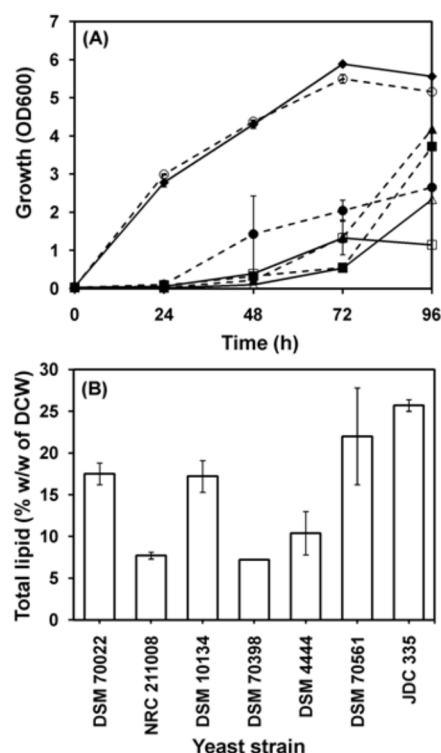 (A)
Growth (OD600)
7
6
5
4
3
2
1
0
0 24 48 72 96
Time (h)
(B)
Total lipid (% w/w of DCW)
30
25
20
15
10
5
0
DSM 70022
NRC 211008
DSM 10134
DSM 70398
DSM 4444
DSM 70561
JDC 335
Yeast strain